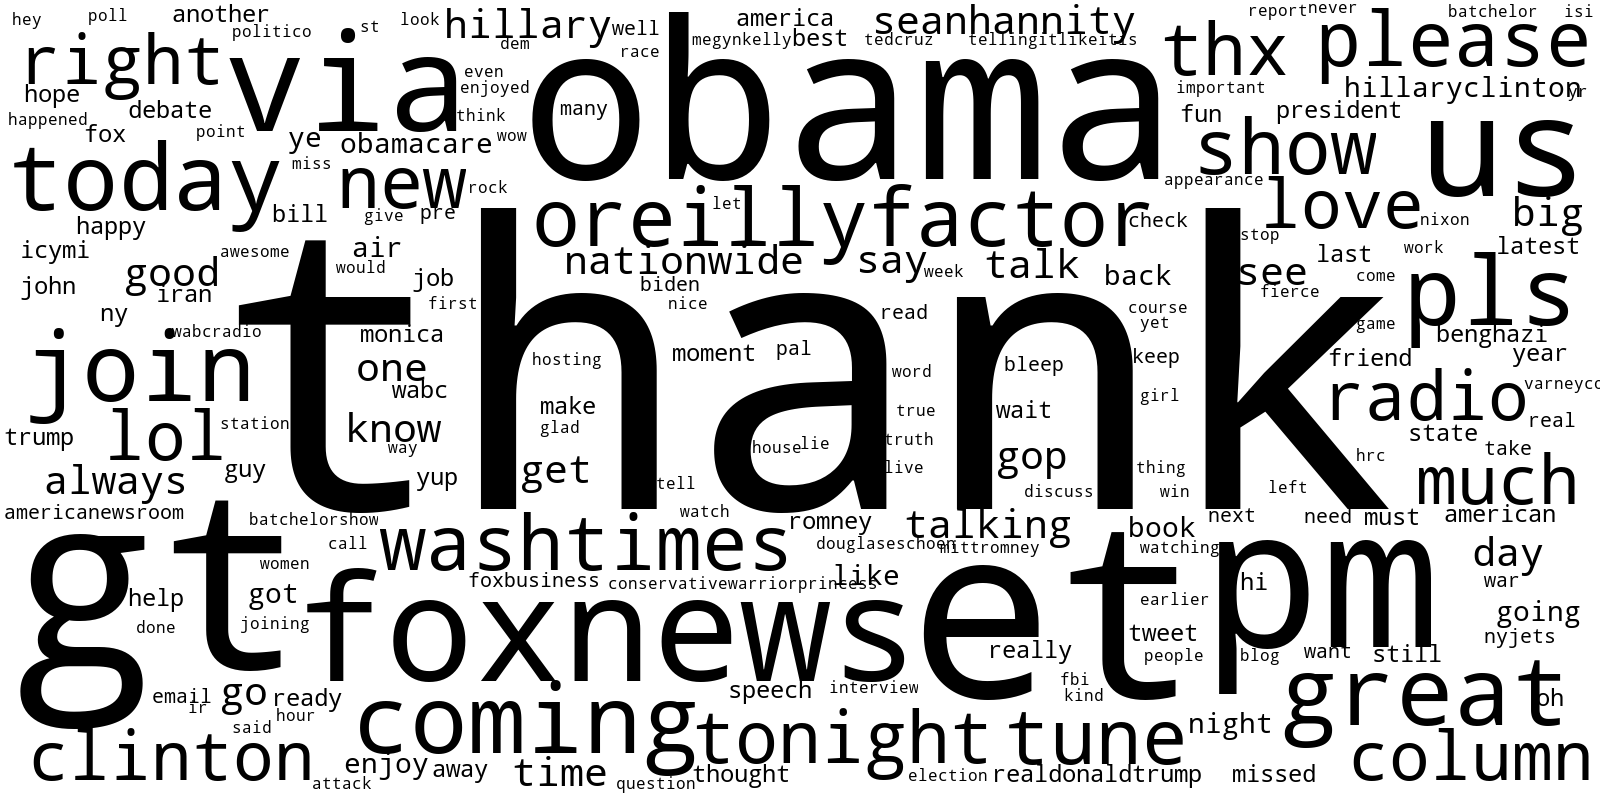 hey poll another st look hillary well america seanhannity report never batchelor isi
politico dem race megynkelly best tedcruz tellingitlikeitis thx please
right via even obama hillaryclinton yr
hope debate enjoyed many important fun president
happened fox point ye think wow obamacare show us
today miss new rock appearance love
happy bill give pre oreillyfactor let check nixon big
icymi awesome air nationwide say week talk back stop last work latest
john good iran would job biden see come pls
ny first nice read course yet fierce game benghazi
wabcradio monica moment pal keep friend year
join one hosting thank word bleep girl radio varneyco
wabc make true wait real
trump lol station know glad truth state take
way house lie gop hrc
always guy yup get tell live thing discuss win left much
americanewsroom batchelorshow watch romney talking book next need must american
call washtimes douglaseschoen mittromney watching day
gt women foxbusiness conservativewarriorprincess like et hi pm war
help got foxnews earlier going
done joining tweet nyjets
really people blog want still
email ir go ready speech interview fbi kind great oh
said hour coming tonight tune night
clinton enjoy away time thought column
attack question election realdonaldtrump missed